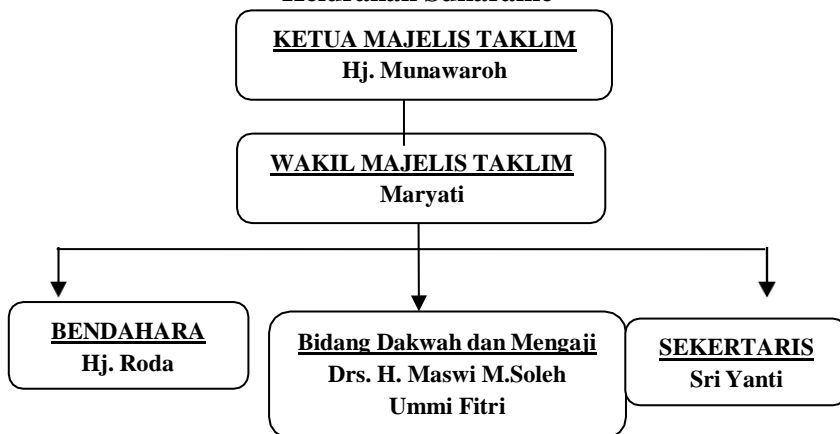 KETUA MAJELIS TAKLIM
Hj. Munawaroh
WAKIL MAJELIS TAKLIM
Maryati
BENDAHARA
Hj. Roda
Bidang Dakwah dan Mengaji
Drs. H. Maswi M.Soleh
Ummi Fitri
SEKERTARIS
Sri Yanti